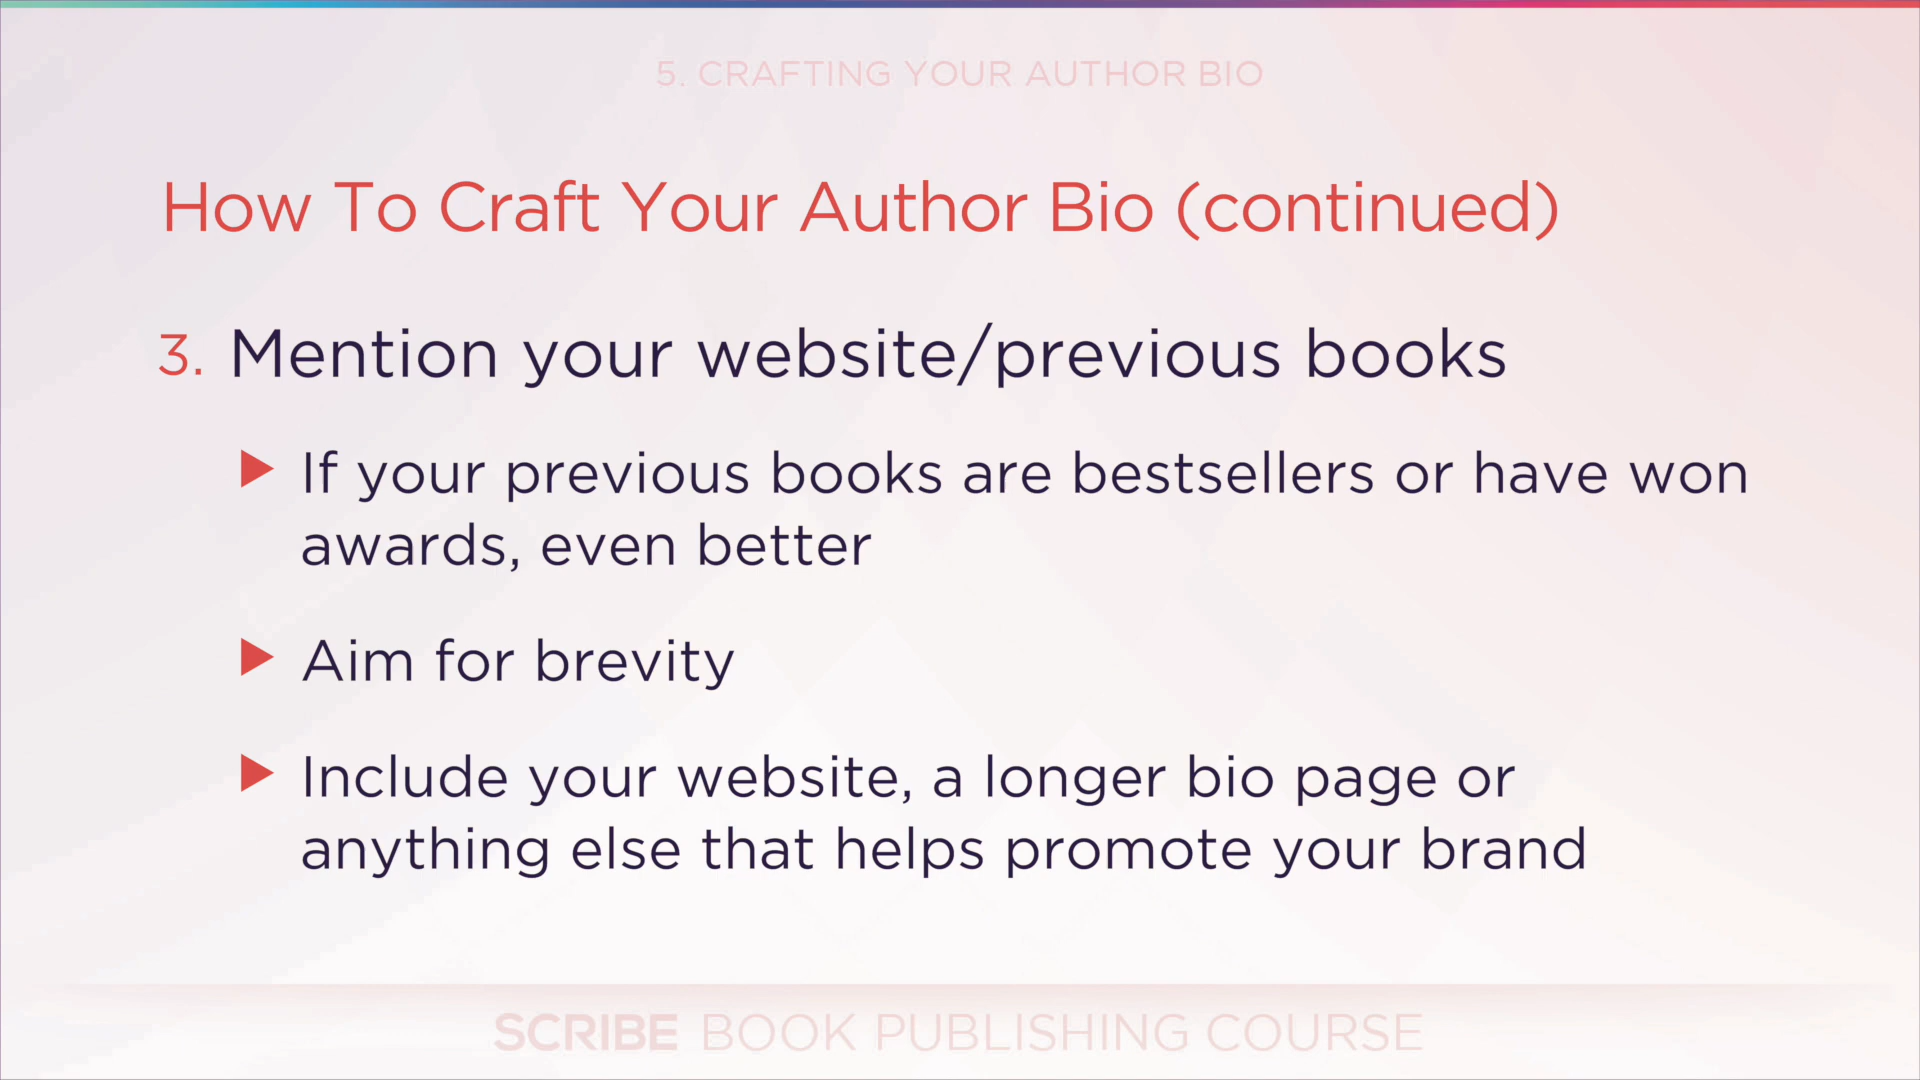 5. CRAFTING YOUR AUTHOR BIO
How To Craft Your Author Bio (continued)
3. Mention your website/previous books
▶ If your previous books are bestsellers or have won
awards, even better
▶ Aim for brevity
▶ Include your website, a longer bio page or
anything else that helps promote your brand
SCRIBE BOOK PUBLISHING COURSE